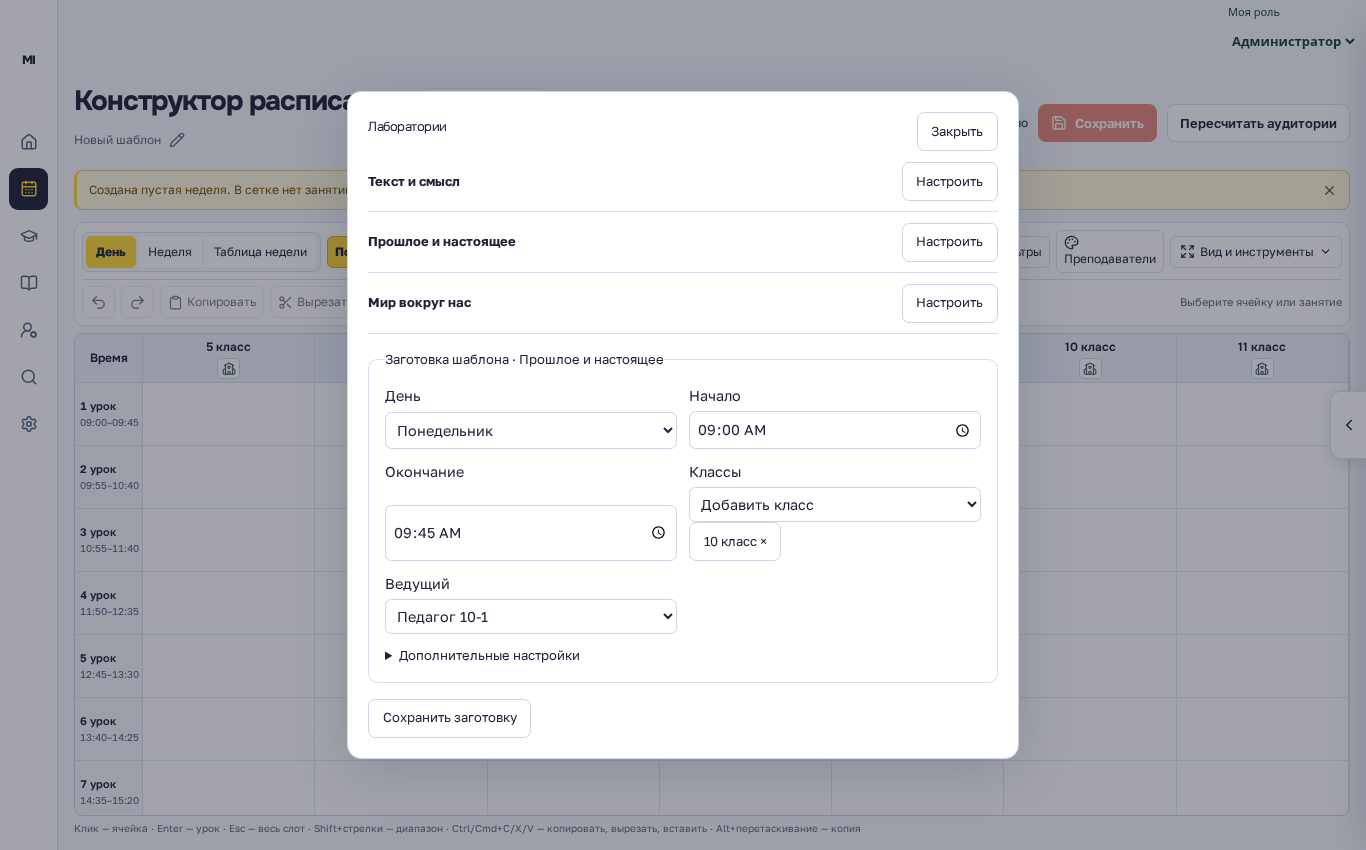 Моя роль
MI
Администратор
Конструктор расписа
Новый шаблон
но
Сохранить
Пересчитать аудитории
Создана пустая неделя. В сетке нет заняти
День
Неделя
Таблица недели
По
тры
Преподаватели
Вид и инструменты
Копировать
Вырезат
Выберите ячейку или занятие
Время
5 класс
10 класс
11 класс
1 урок
09:00–09:45
2 урок
09:55–10:40
3 урок
10:55–11:40
4 урок
11:50–12:35
5 урок
12:45–13:30
6 урок
13:40–14:25
7 урок
14:35–15:20
Клик — ячейка · Enter — урок · Esc — весь слот · Shift+стрелки — диапазон · Ctrl/Cmd+C/X/V — копировать, вырезать, вставить · Alt+перетаскивание — копия
Лаборатории
Закрыть
Текст и смысл
Настроить
Прошлое и настоящее
Настроить
Мир вокруг нас
Настроить
Заготовка шаблона · Прошлое и настоящее
День
Начало
Понедельник
09:00 AM
Окончание
Классы
Добавить класс
09:45 AM
10 класс ×
Ведущий
Педагог 10-1
Дополнительные настройки
Сохранить заготовку